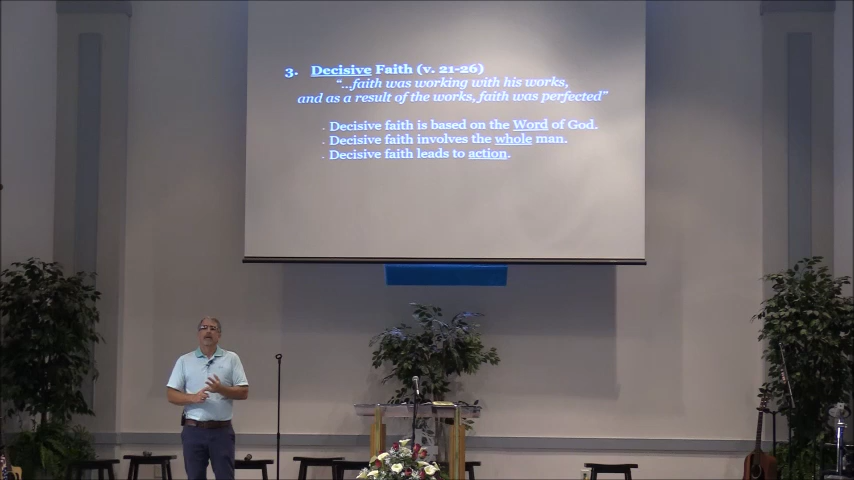 3. Decisive Faith (v. 21-26)
"...faith was working with his works,
and as a result of the works, faith was perfected"
- Decisive faith is based on the Word of God.
- Decisive faith involves the whole man.
- Decisive faith leads to action.